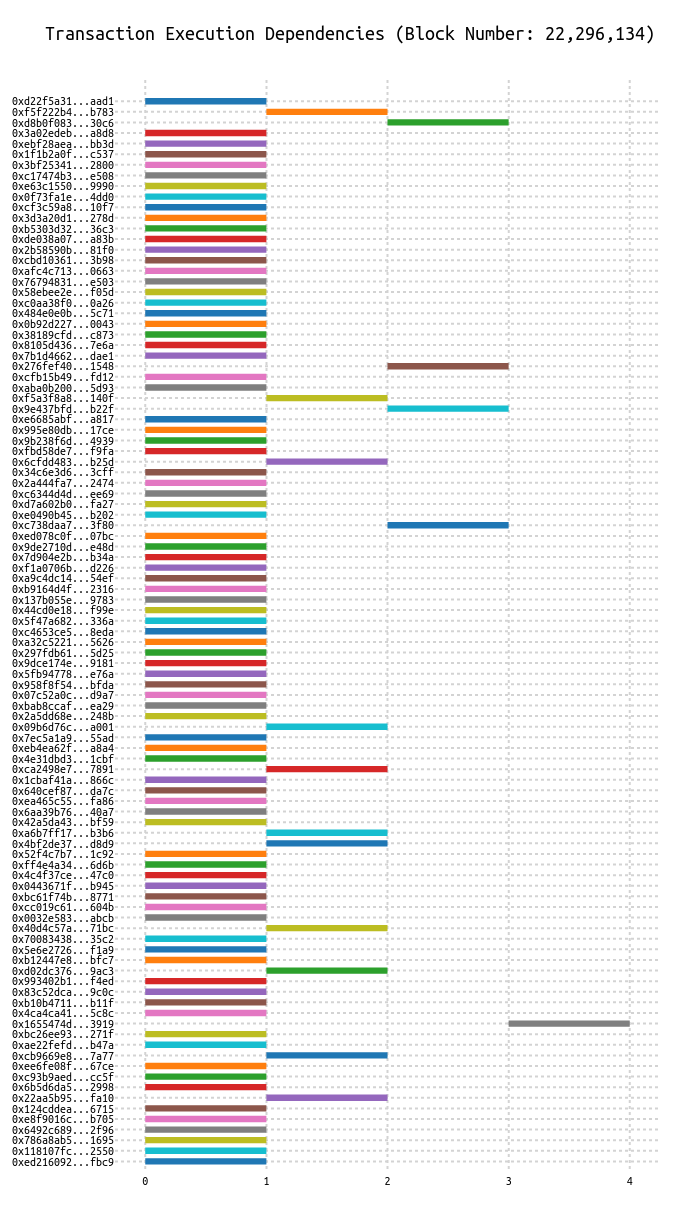 Transaction Execution Dependencies (Block Number: 22,296,134)
0xd22f5a31...aad1
0xf5f222b4...b783
0xd8b0f083...30c6
0x3a02edeb...a8d8
0xebf28aea...bb3d
0x1f1b2a0f...c537
0x3bf25341...2800
0xc17474b3...e508
0xe63c1550...9990
0x0f73fa1e...4dd0
0xcf3c59a8...10f7
0x3d3a20d1...278d
0xb5303d32...36c3
0xde038a07...a83b
0x2b58590b...81f0
0xcbd10361...3b98
0xafc4c713...0663
0x76794831...e503
0x58ebee2e...f05d
0xc0aa38f0...0a26
0x484e0e0b...5c71
0x0b92d227...0043
0x38189cfd...c873
0x8105d436...7e6a
0x7b1d4662...dae1
0x276fef40...1548
0xcfb15b49...fd12
0xaba0b200...5d93
0xf5a3f8a8...140f
0x9e437bfd...b22f
0xe6685abf...a817
0x995e80db...17ce
0x9b238f6d...4939
0xfbd58de7...f9fa
0x6cfdd483...b25d
0x34c6e3d6...3cff
0x2a444fa7...2474
0xc6344d4d...ee69
0xd7a602b0...fa27
0xe0490b45...b202
0xc738daa7...3f80
0xed078c0f...07bc
0x9de2710d...e48d
0x7d904e2b...b34a
0xf1a0706b...d226
0xa9c4dc14...54ef
0xb9164d4f...2316
0x137b055e...9783
0x44cd0e18...f99e
0x5f47a682...336a
0xc4653ce5...8eda
0xa32c5221...5626
0x297fdb61...5d25
0x9dce174e...9181
0x5fb94778...e76a
0x958f8f54...bfda
0x07c52a0c...d9a7
0xbab8ccaf...ea29
0x2a5dd68e...248b
0x09b6d76c...a001
0x7ec5a1a9...55ad
0xeb4ea62f...a8a4
0x4e31dbd3...1cbf
0xca2498e7...7891
0x1cbaf41a...866c
0x640cef87...da7c
0xea465c55...fa86
0x6aa39b76...40a7
0x42a5da43...bf59
0xa6b7ff17...b3b6
0x4bf2de37...d8d9
0x52f4c7b7...1c92
0xff4e4a34...6d6b
0x4c4f37ce...47c0
0x0443671f...b945
0xbc61f74b...8771
0xcc019c61...604b
0x0032e583...abcb
0x40d4c57a...71bc
0x70083438...35c2
0x5e6e2726...f1a9
0xb12447e8...bfc7
0xd02dc376...9ac3
0x993402b1...f4ed
0x83c52dca...9c0c
0xb10b4711...b11f
0x4ca4ca41...5c8c
0x1655474d...3919
0xbc26ee93...271f
0xae22fefd...b47a
0xcb9669e8...7a77
0xee6fe08f...67ce
0xc93b9aed...cc5f
0x6b5d6da5...2998
0x22aa5b95...fa10
0x124cddea...6715
0xe8f9016c...b705
0x6492c689...2f96
0x786a8ab5...1695
0x118107fc...2550
0xed216092...fbc9
0 1 2 3 4